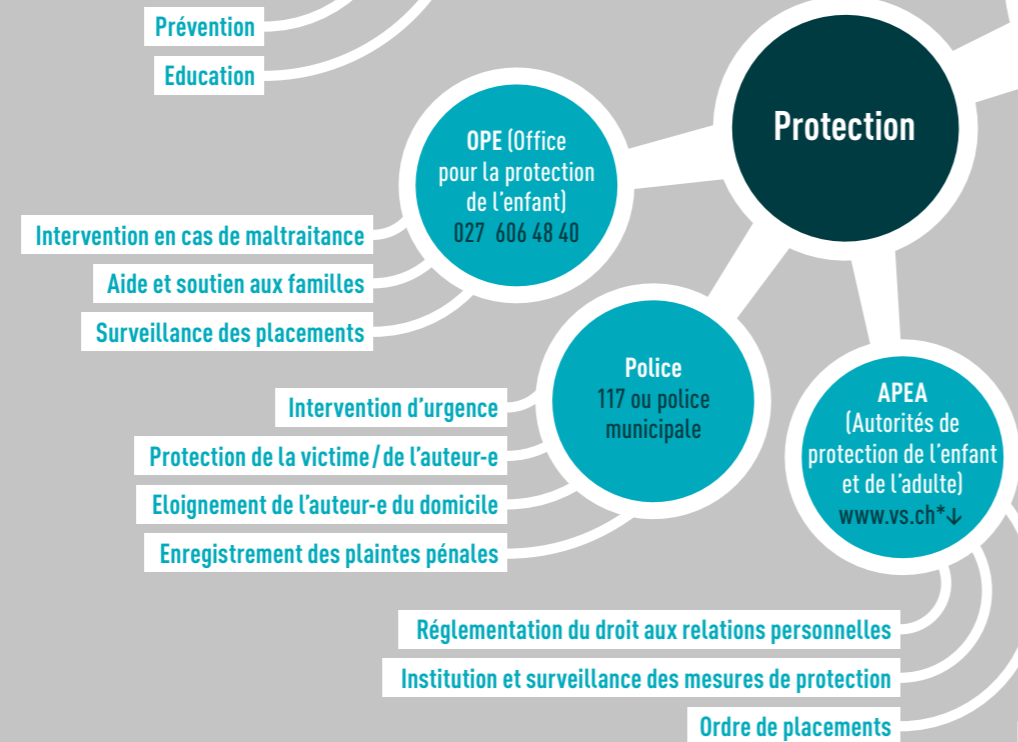 Prévention
Education
Protection
OPE (Office
pour la protection
de l'enfant)
027 606 48 40
Intervention en cas de maltraitance
Aide et soutien aux familles
Surveillance des placements
Police
117 ou police
municipale
Intervention d'urgence
Protection de la victime / de l'auteur-e
Eloignement de l'auteur-e du domicile
Enregistrement des plaintes pénales
APEA
(Autorités de
protection de l'enfant
et de l'adulte)
www.vs.ch*↓
Réglementation du droit aux relations personnelles
Institution et surveillance des mesures de protection
Ordre de placements